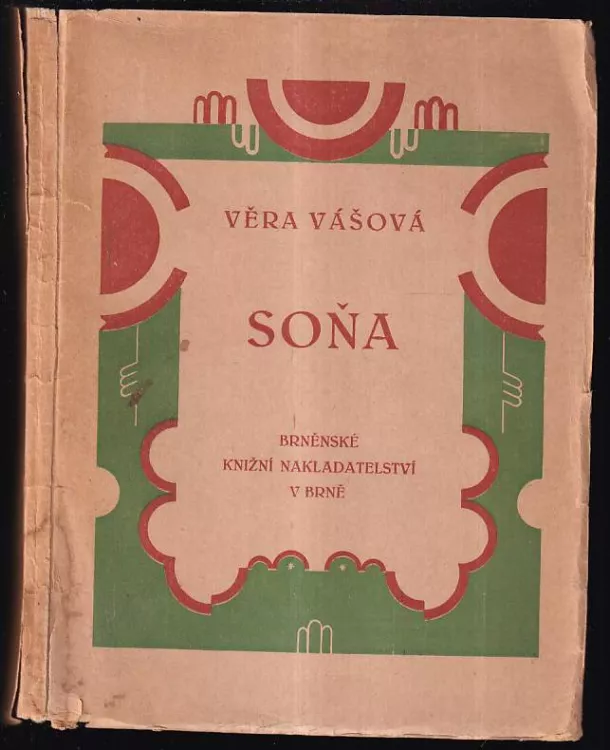 VĚRA VÁŠOVÁ
SOŇA
BRNĚNSKÉ
KNIŽNÍ NAKLADATELSTVÍ
V BRNĚ